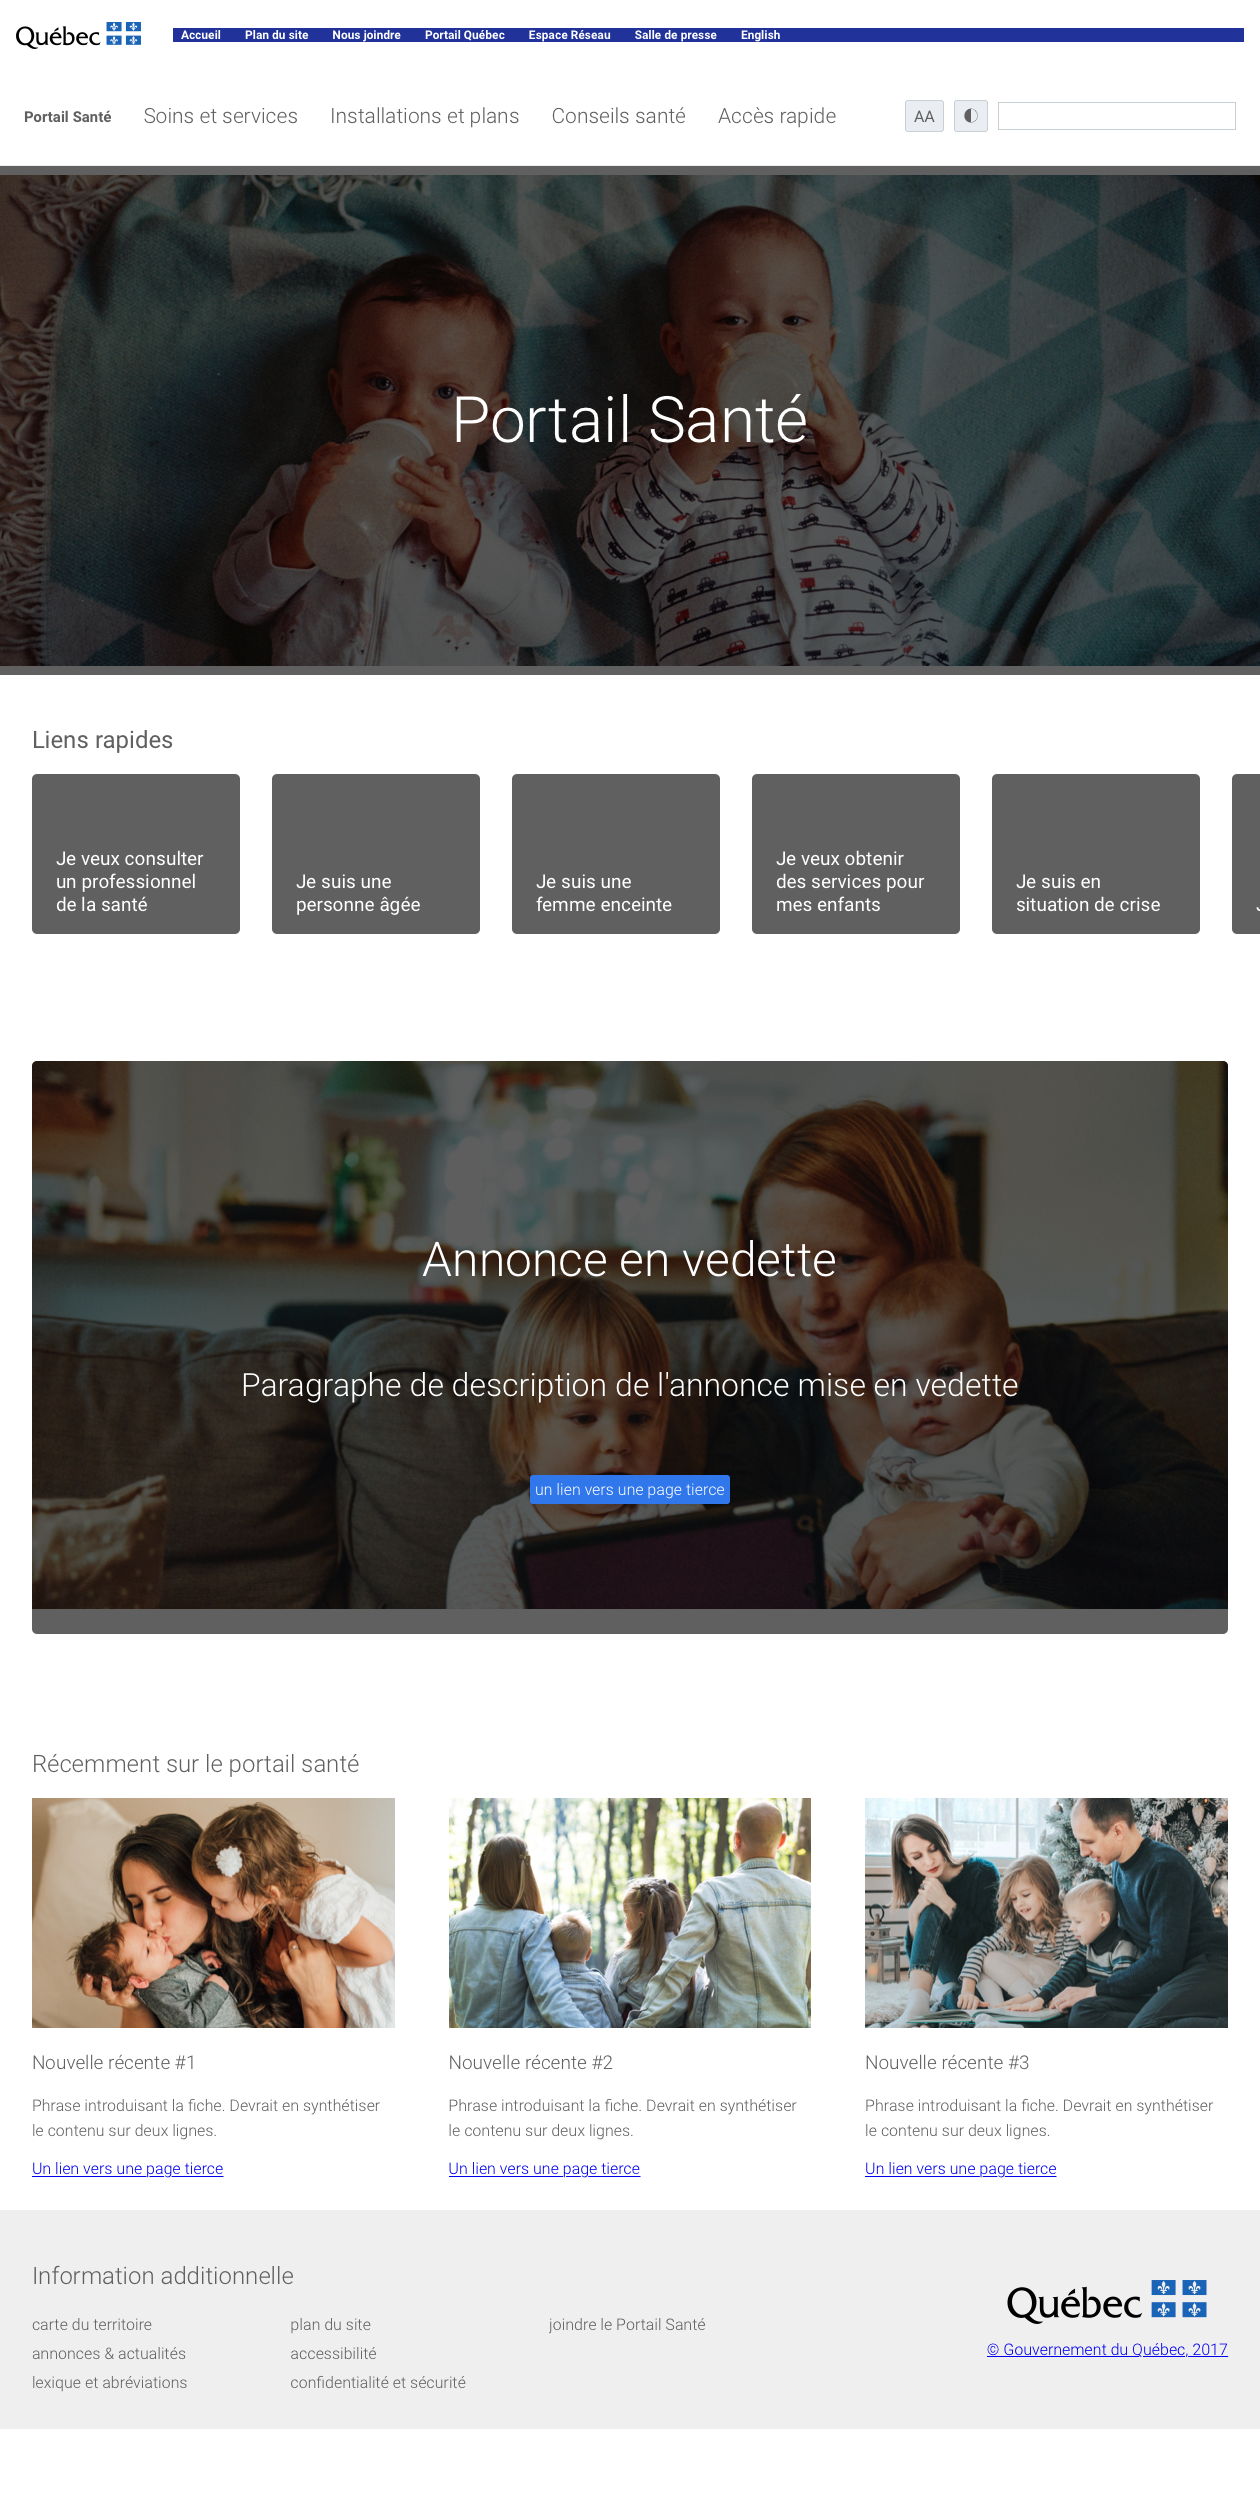 Québec
Accueil Plan du site Nous joindre Portail Québec Espace Réseau Salle de presse English
Portail Santé Soins et services Installations et plans Conseils santé Accès rapide AA
Portail Santé
Liens rapides
Je veux consulter
un professionnel
de la santé
Je suis une
personne âgée
Je suis une
femme enceinte
Je veux obtenir
des services pour
mes enfants
Je suis en
situation de crise
Annonce en vedette
Paragraphe de description de l'annonce mise en vedette
un lien vers une page tierce
Récemment sur le portail santé
Nouvelle récente #1
Phrase introduisant la fiche. Devrait en synthétiser
le contenu sur deux lignes.
Un lien vers une page tierce
Nouvelle récente #2
Phrase introduisant la fiche. Devrait en synthétiser
le contenu sur deux lignes.
Un lien vers une page tierce
Nouvelle récente #3
Phrase introduisant la fiche. Devrait en synthétiser
le contenu sur deux lignes.
Un lien vers une page tierce
Information additionnelle
carte du territoire
annonces & actualités
lexique et abréviations
plan du site
accessibilité
confidentialité et sécurité
joindre le Portail Santé
Québec
© Gouvernement du Québec, 2017